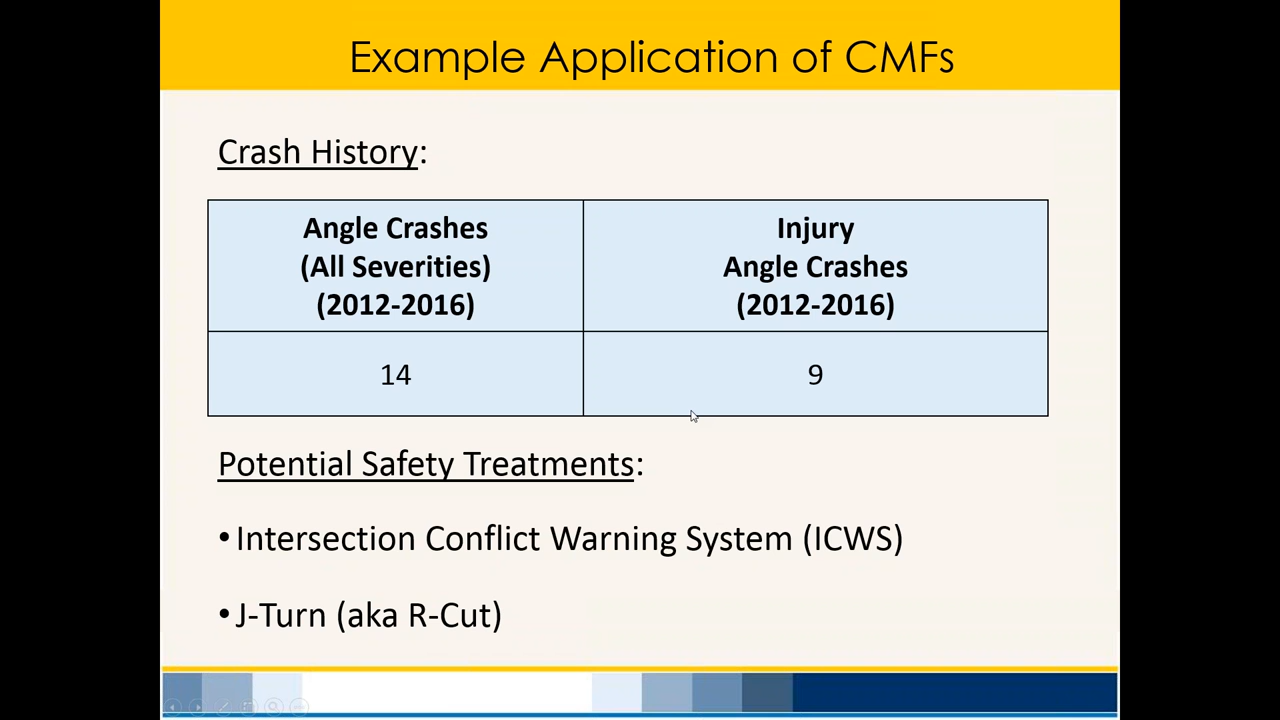 Example Application of CMFs
Crash History:
Angle Crashes
(All Severities)
(2012-2016)
Injury
Angle Crashes
(2012-2016)
14
9
Potential Safety Treatments:
•Intersection Conflict Warning System (ICWS)
•J-Turn (aka R-Cut)